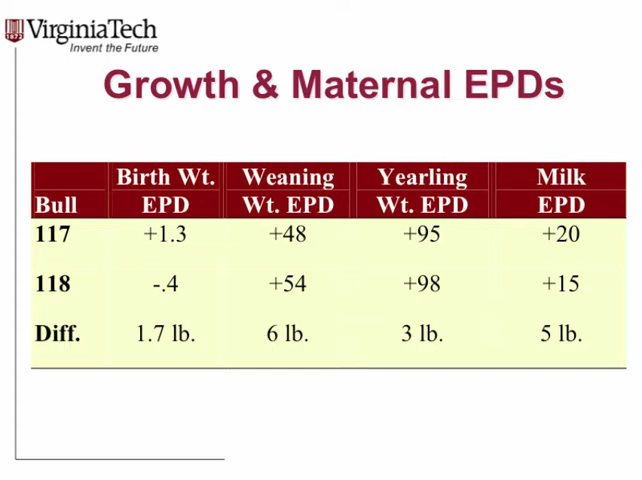 VirginiaTech
1872
Invent the Future
Growth & Maternal EPDs
Birth Wt. Weaning Yearling Milk
Bull EPD Wt. EPD Wt. EPD EPD
117 +1.3 +48 +95 +20
118 -.4 +54 +98 +15
Diff. 1.7 lb. 6 lb. 3 lb. 5 lb.